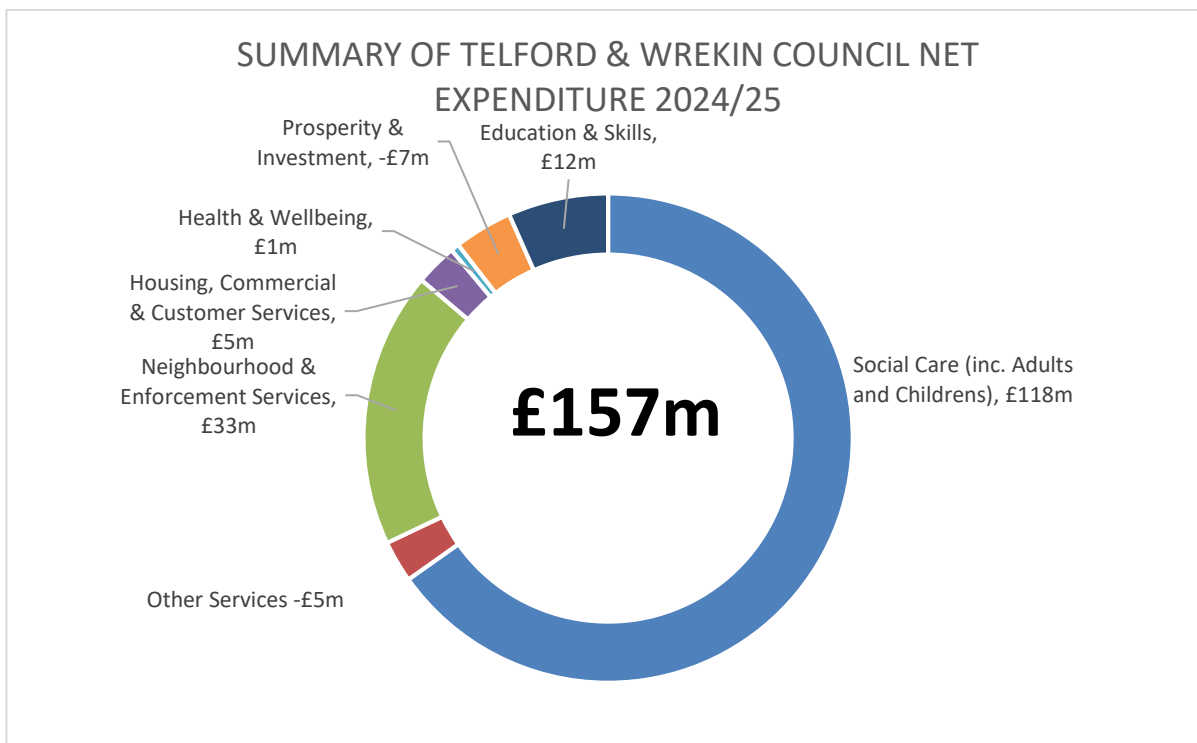 SUMMARY OF TELFORD & WREKIN COUNCIL NET
EXPENDITURE 2024/25
Prosperity &
Investment, -£7m
Education & Skills,
£12m
Health & Wellbeing,
£1m
Housing, Commercial
& Customer Services,
£5m
Neighbourhood &
Enforcement Services,
£33m
£157m
Social Care (inc. Adults
and Childrens), £118m
Other Services -£5m